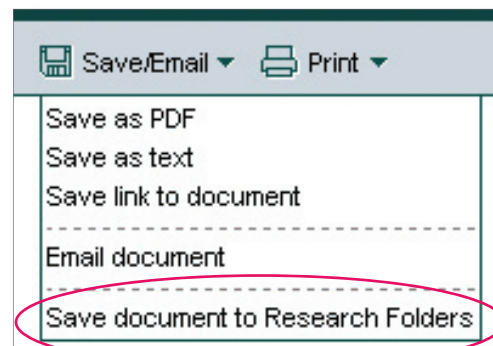 Save/Email Print
Save as PDF
Save as text
Save link to document
Email document
Save document to Research Folders